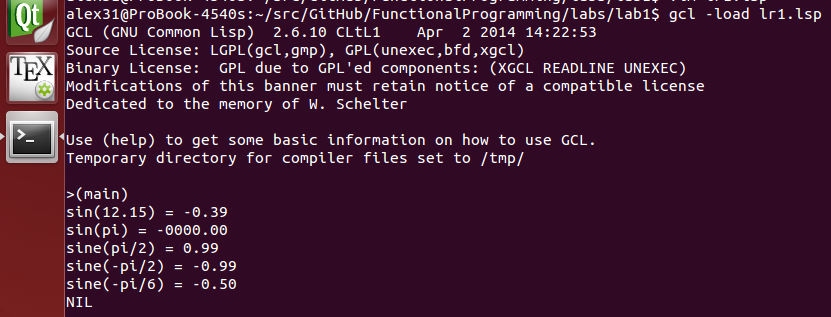 alex31@ProBook-4540s:~/src/GitHub/FunctionalProgramming/labs/lab1$ gcl -load lr1.lsp
GCL (GNU Common Lisp)  2.6.10 CLtL1    Apr  2 2014 14:22:53
Source License: LGPL(gcl,gmp), GPL(unexec,bfd,xgcl)
Binary License:  GPL due to GPL'ed components: (XGCL READLINE UNEXEC)
Modifications of this banner must retain notice of a compatible license
Dedicated to the memory of W. Schelter
Use (help) to get some basic information on how to use GCL.
Temporary directory for compiler files set to /tmp/
>(main)
sin(12.15) = -0.39
sin(pi) = -0000.00
sine(pi/2) = 0.99
sine(-pi/2) = -0.99
sine(-pi/6) = -0.50
NIL
Qt
TEX
>_